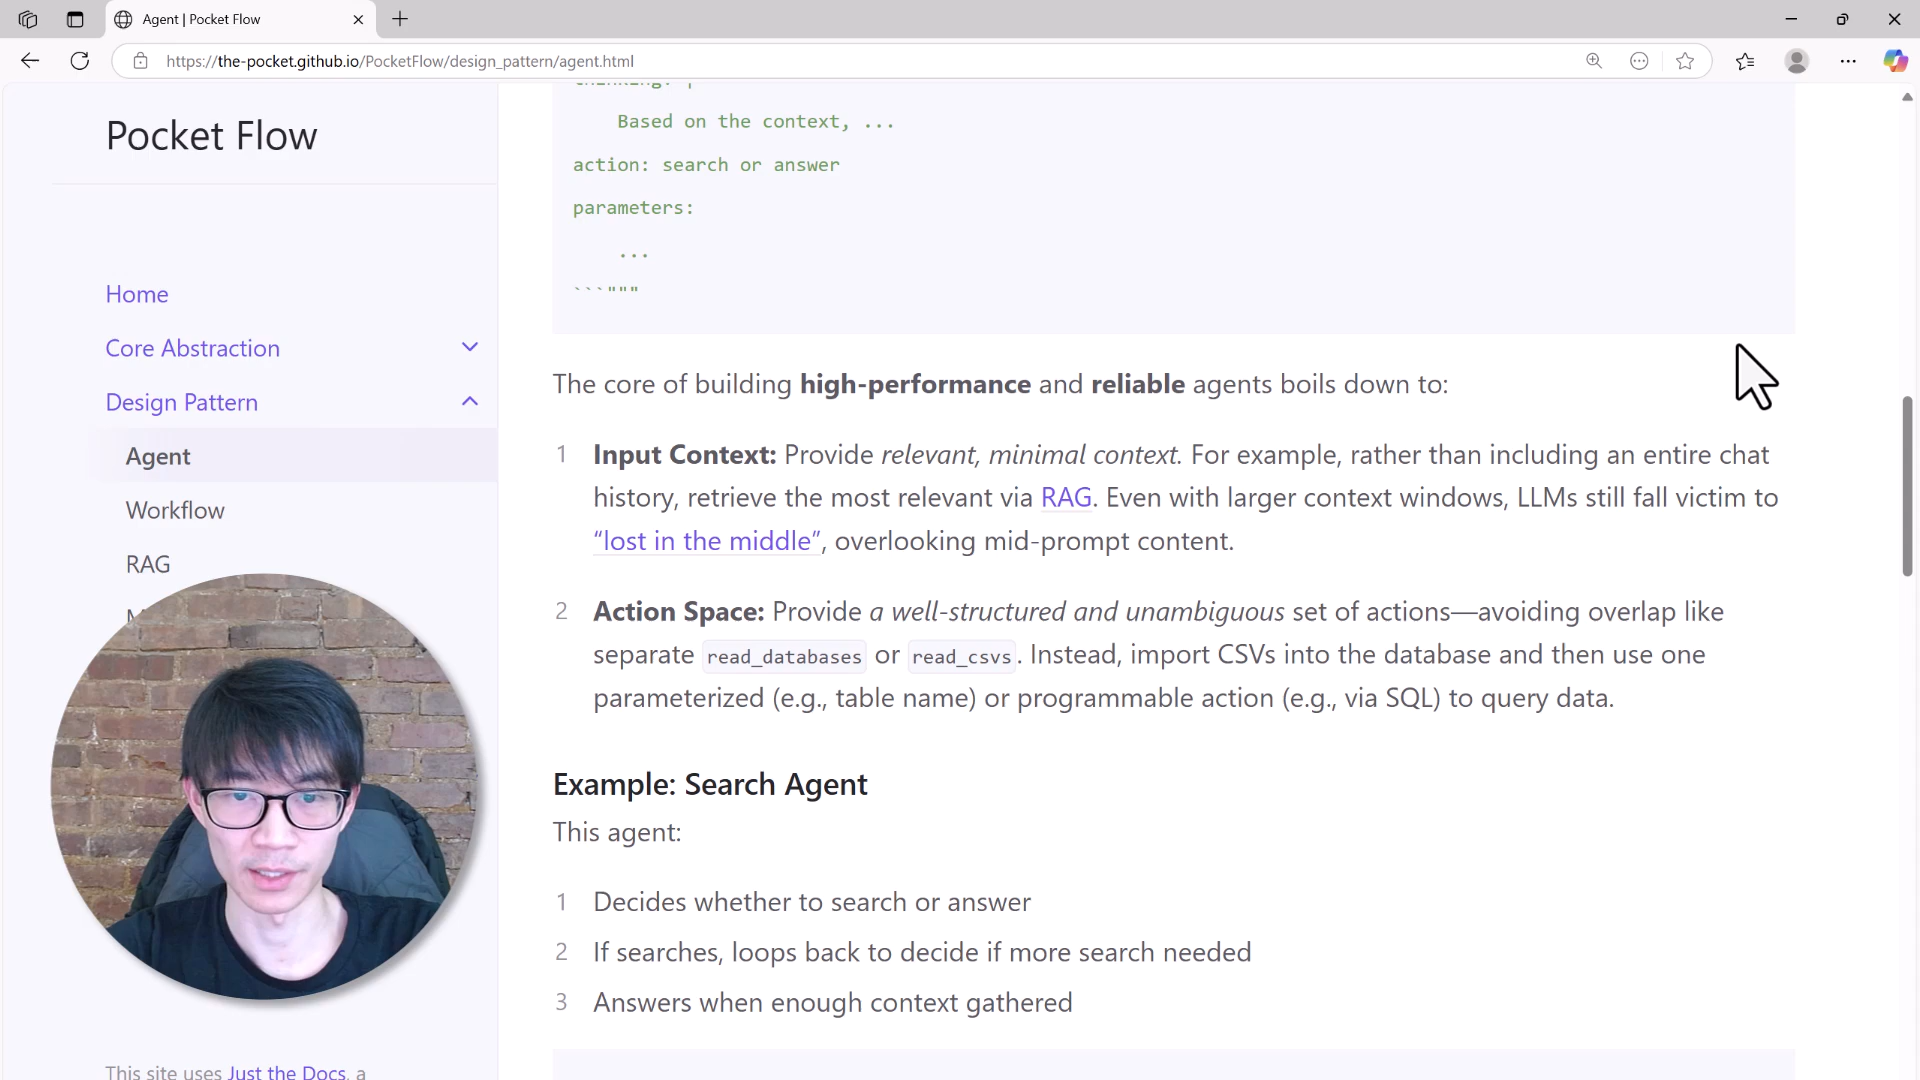 Agent | Pocket Flow
https://the-pocket.github.io/PocketFlow/design_pattern/agent.html
Pocket Flow
Home
Core Abstraction
Design Pattern
Agent
Workflow
RAG
This site uses Just the Docs, a
thinking: |
Based on the context, ...
action: search or answer
parameters:
...
```"""
The core of building high-performance and reliable agents boils down to:
1 Input Context: Provide relevant, minimal context. For example, rather than including an entire chat
history, retrieve the most relevant via RAG. Even with larger context windows, LLMs still fall victim to
“lost in the middle”, overlooking mid-prompt content.
2 Action Space: Provide a well-structured and unambiguous set of actions—avoiding overlap like
separate read_databases or read_csvs. Instead, import CSVs into the database and then use one
parameterized (e.g., table name) or programmable action (e.g., via SQL) to query data.
Example: Search Agent
This agent:
1 Decides whether to search or answer
2 If searches, loops back to decide if more search needed
3 Answers when enough context gathered